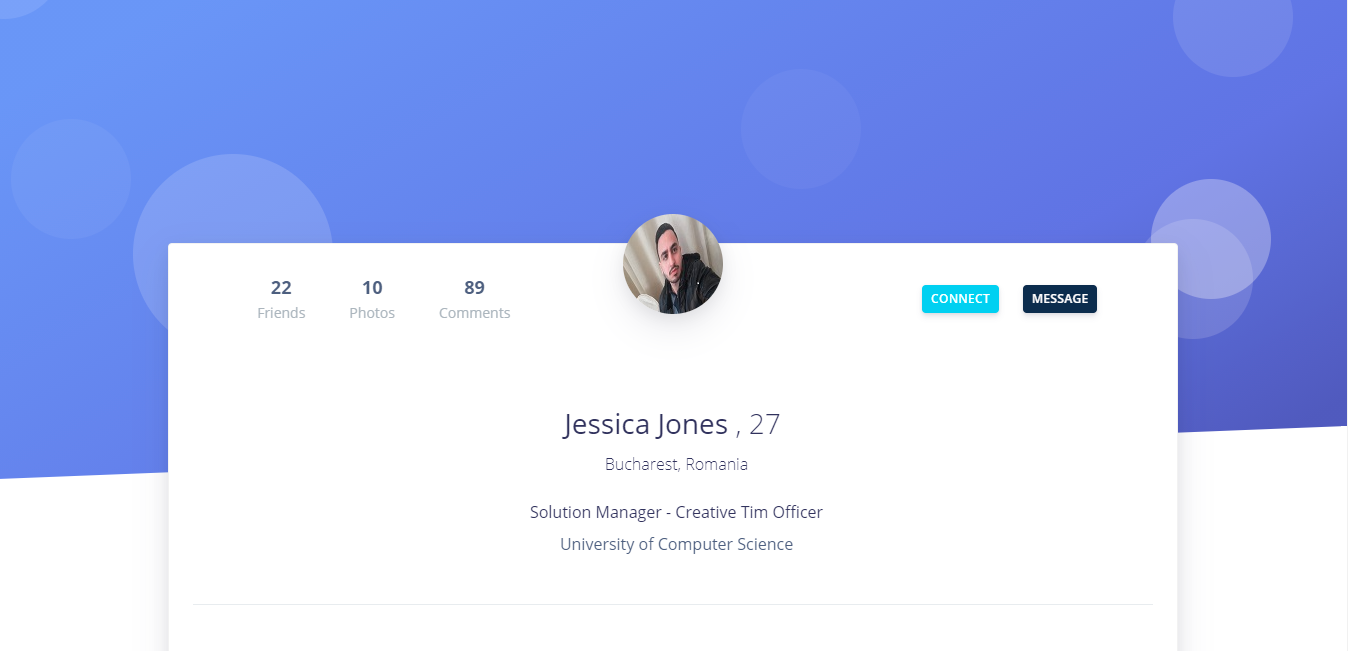 22 10 89 CONNECT MESSAGE
Friends Photos Comments
Jessica Jones , 27
Bucharest, Romania
Solution Manager - Creative Tim Officer
University of Computer Science